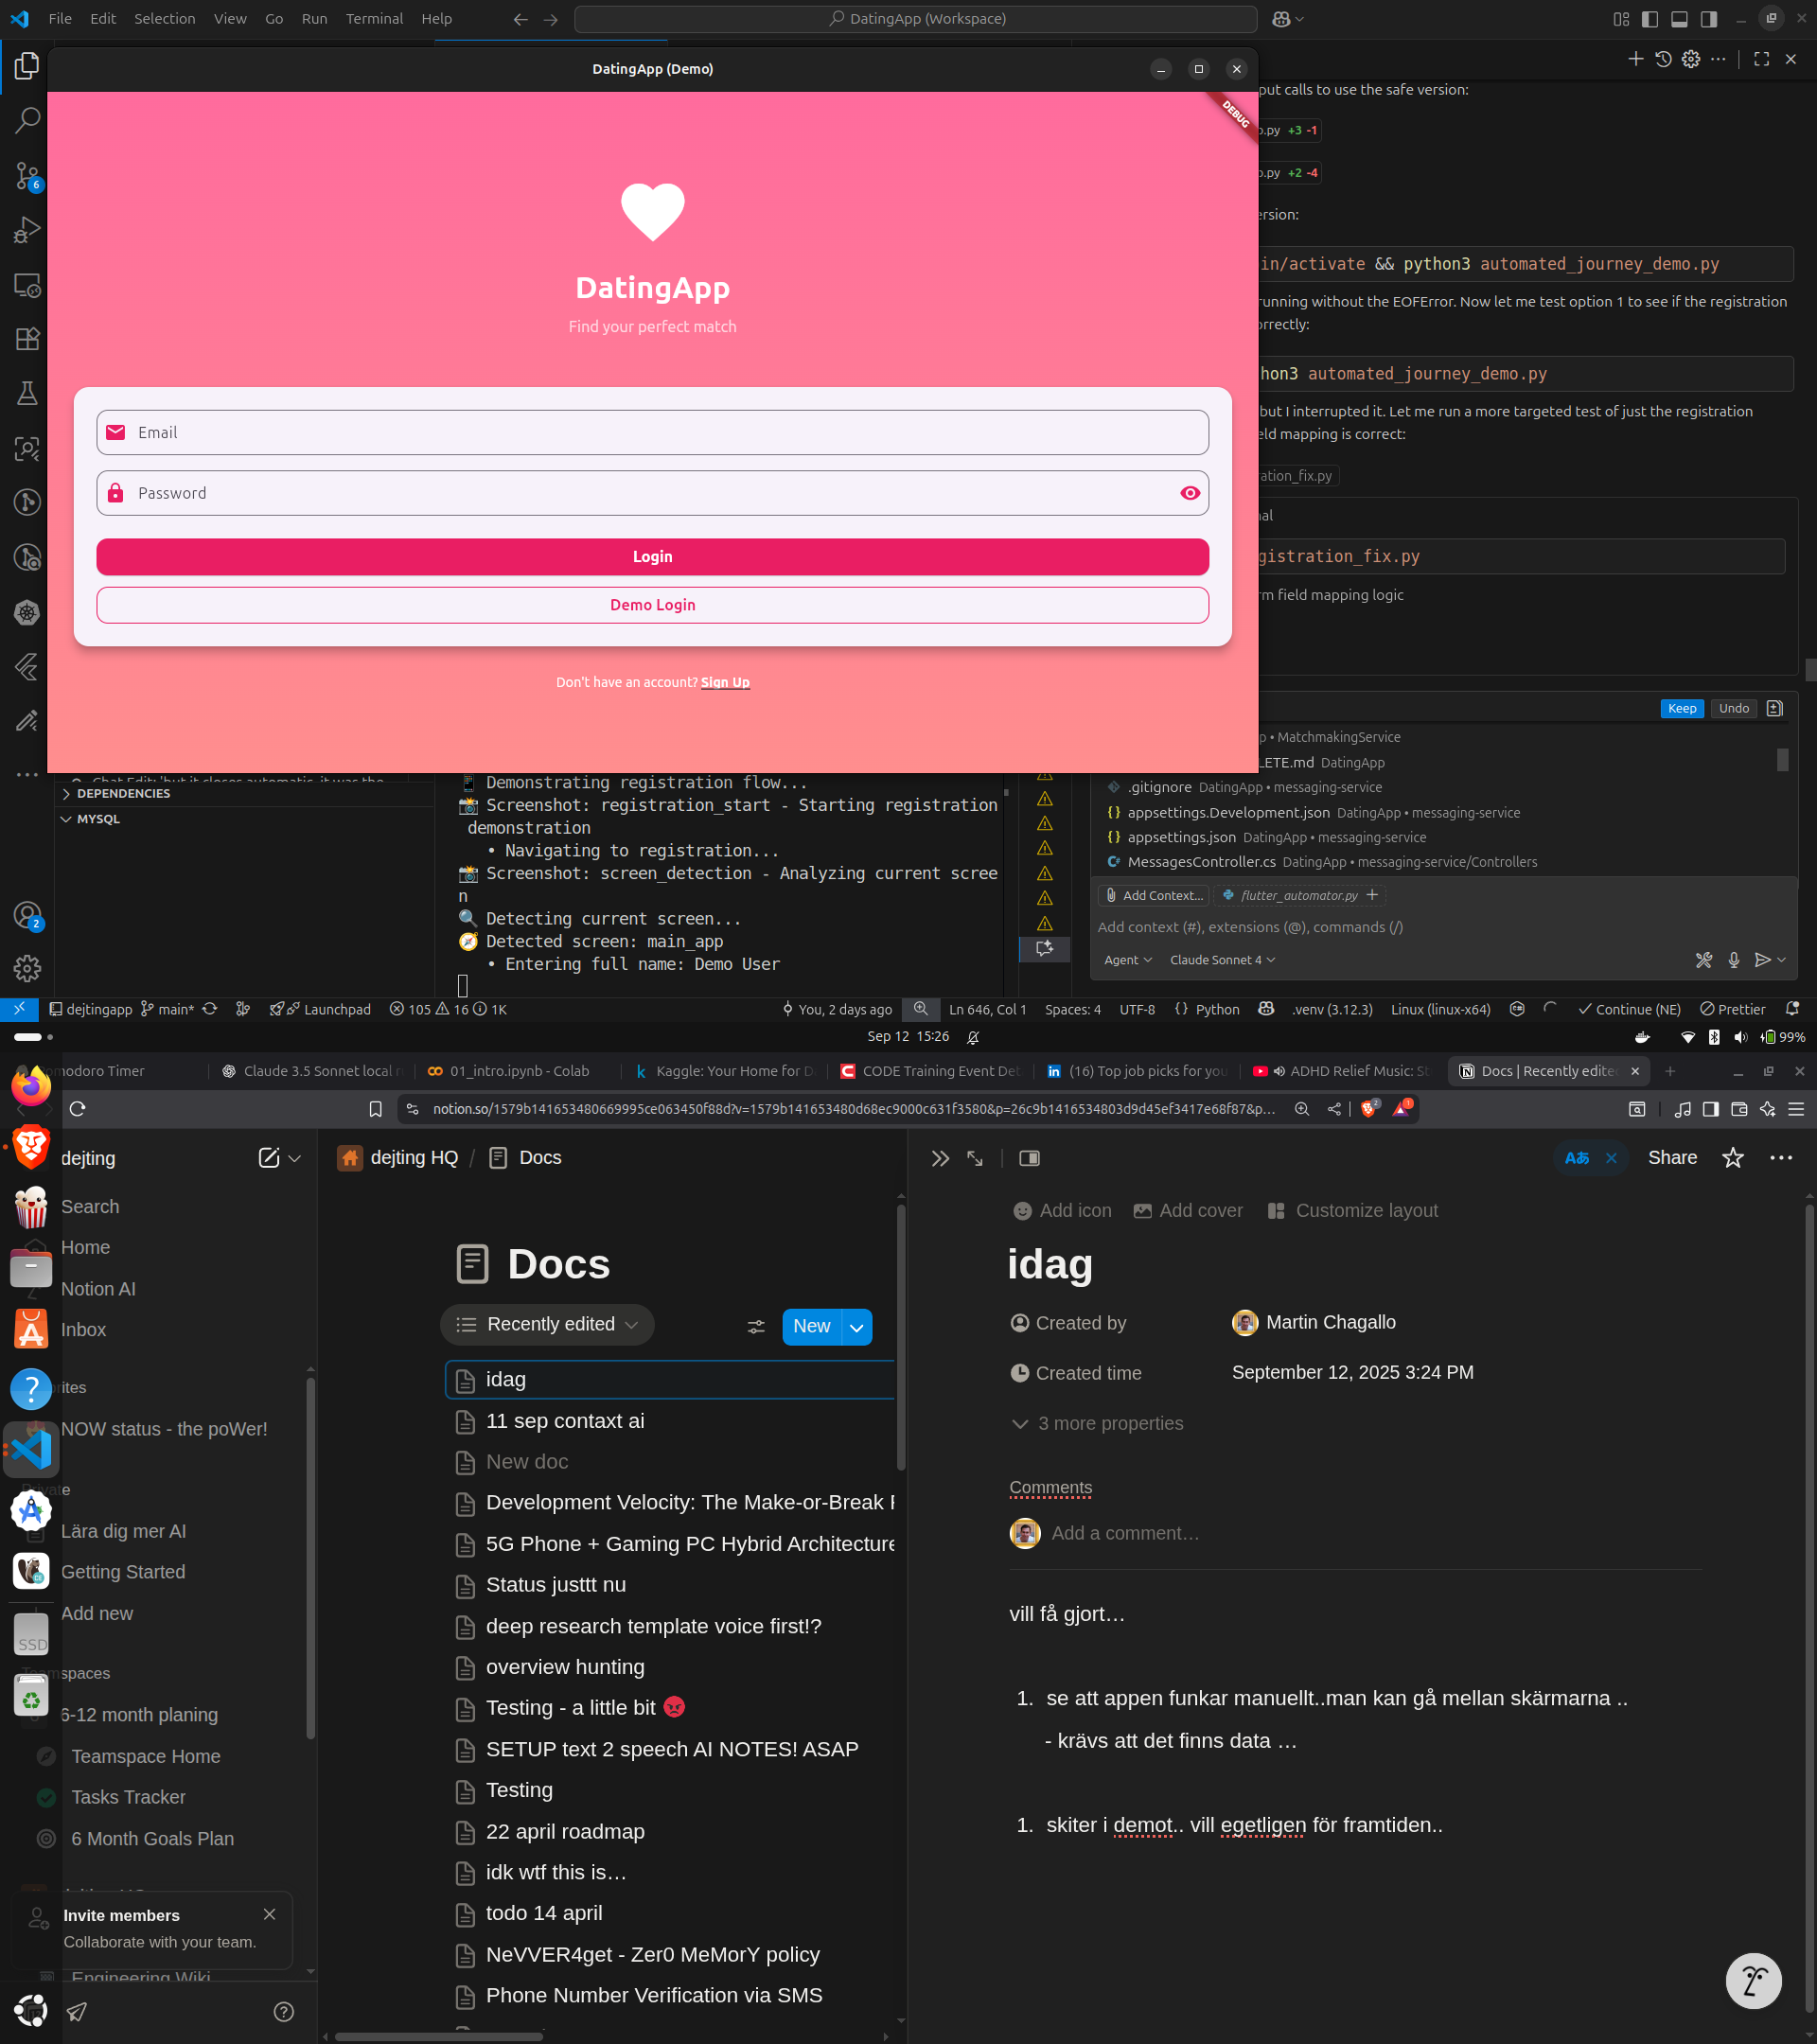 File Edit Selection View Go Run Terminal Help
DatingApp (Workspace)
DatingApp (Demo)
DEBUG
DatingApp
Find your perfect match
Email
Password
Login
Demo Login
Don't have an account? Sign Up
put calls to use the safe version:
.py +3 -1
.py +2 -4
ersion:
in/activate && python3 automated_journey_demo.py
running without the EOFError. Now let me test option 1 to see if the registration
orrectly:
hon3 automated_journey_demo.py
but I interrupted it. Let me run a more targeted test of just the registration
eld mapping is correct:
ration_fix.py
nal
gistration_fix.py
rm field mapping logic
Keep Undo
p • MatchmakingService
LETE.md DatingApp
.gitignore DatingApp • messaging-service
appsettings.Development.json DatingApp • messaging-service
appsettings.json DatingApp • messaging-service
MessagesController.cs DatingApp • messaging-service/Controllers
Add Context... flutter_automator.py
Add context (#), extensions (@), commands (/)
Agent Claude Sonnet 4
6
2
DEPENDENCIES
MYSQL
Demonstrating registration flow...
📸 Screenshot: registration_start - Starting registration
demonstration
• Navigating to registration...
📸 Screenshot: screen_detection - Analyzing current scree
n
🔍 Detecting current screen...
🧭 Detected screen: main_app
• Entering full name: Demo User
dejtingapp main* Launchpad 105 16 1K You, 2 days ago Ln 646, Col 1 Spaces: 4 UTF-8 {} Python .venv (3.12.3) Linux (linux-x64) Continue (NE) Prettier
Sep 12 15:26
99%
omodoro Timer Claude 3.5 Sonnet local 01_intro.ipynb - Colab Kaggle: Your Home for D CODE Training Event Det (16) Top job picks for you ADHD Relief Music: St Docs | Recently edited
notion.so/1579b141653480669995ce063450f88d?v=1579b141653480d68ec9000c631f3580&p=26c9b1416534803d9d45ef3417e68f87&p...
2
1
dejting
Search
Home
Notion AI
Inbox
rites
NOW status - the poWer!
Private
Lära dig mer AI
Getting Started
Add new
SSD
Teamspaces
6-12 month planing
Teamspace Home
Tasks Tracker
6 Month Goals Plan
Invite members
Collaborate with your team.
Engineering Wiki
dejting HQ / Docs
Docs
Recently edited
New
idag
11 sep contaxt ai
New doc
Development Velocity: The Make-or-Break F
5G Phone + Gaming PC Hybrid Architecture
Status justtt nu
deep research template voice first!?
overview hunting
Testing - a little bit 😡
SETUP text 2 speech AI NOTES! ASAP
Testing
22 april roadmap
idk wtf this is…
todo 14 april
NeVVER4get - Zer0 MeMorY policy
Phone Number Verification via SMS
Aあ
Share
Add icon Add cover Customize layout
idag
Created by Martin Chagallo
Created time September 12, 2025 3:24 PM
3 more properties
Comments
Add a comment…
vill få gjort…
1. se att appen funkar manuellt..man kan gå mellan skärmarna ..
- krävs att det finns data …
1. skiter i demot.. vill egetligen för framtiden..